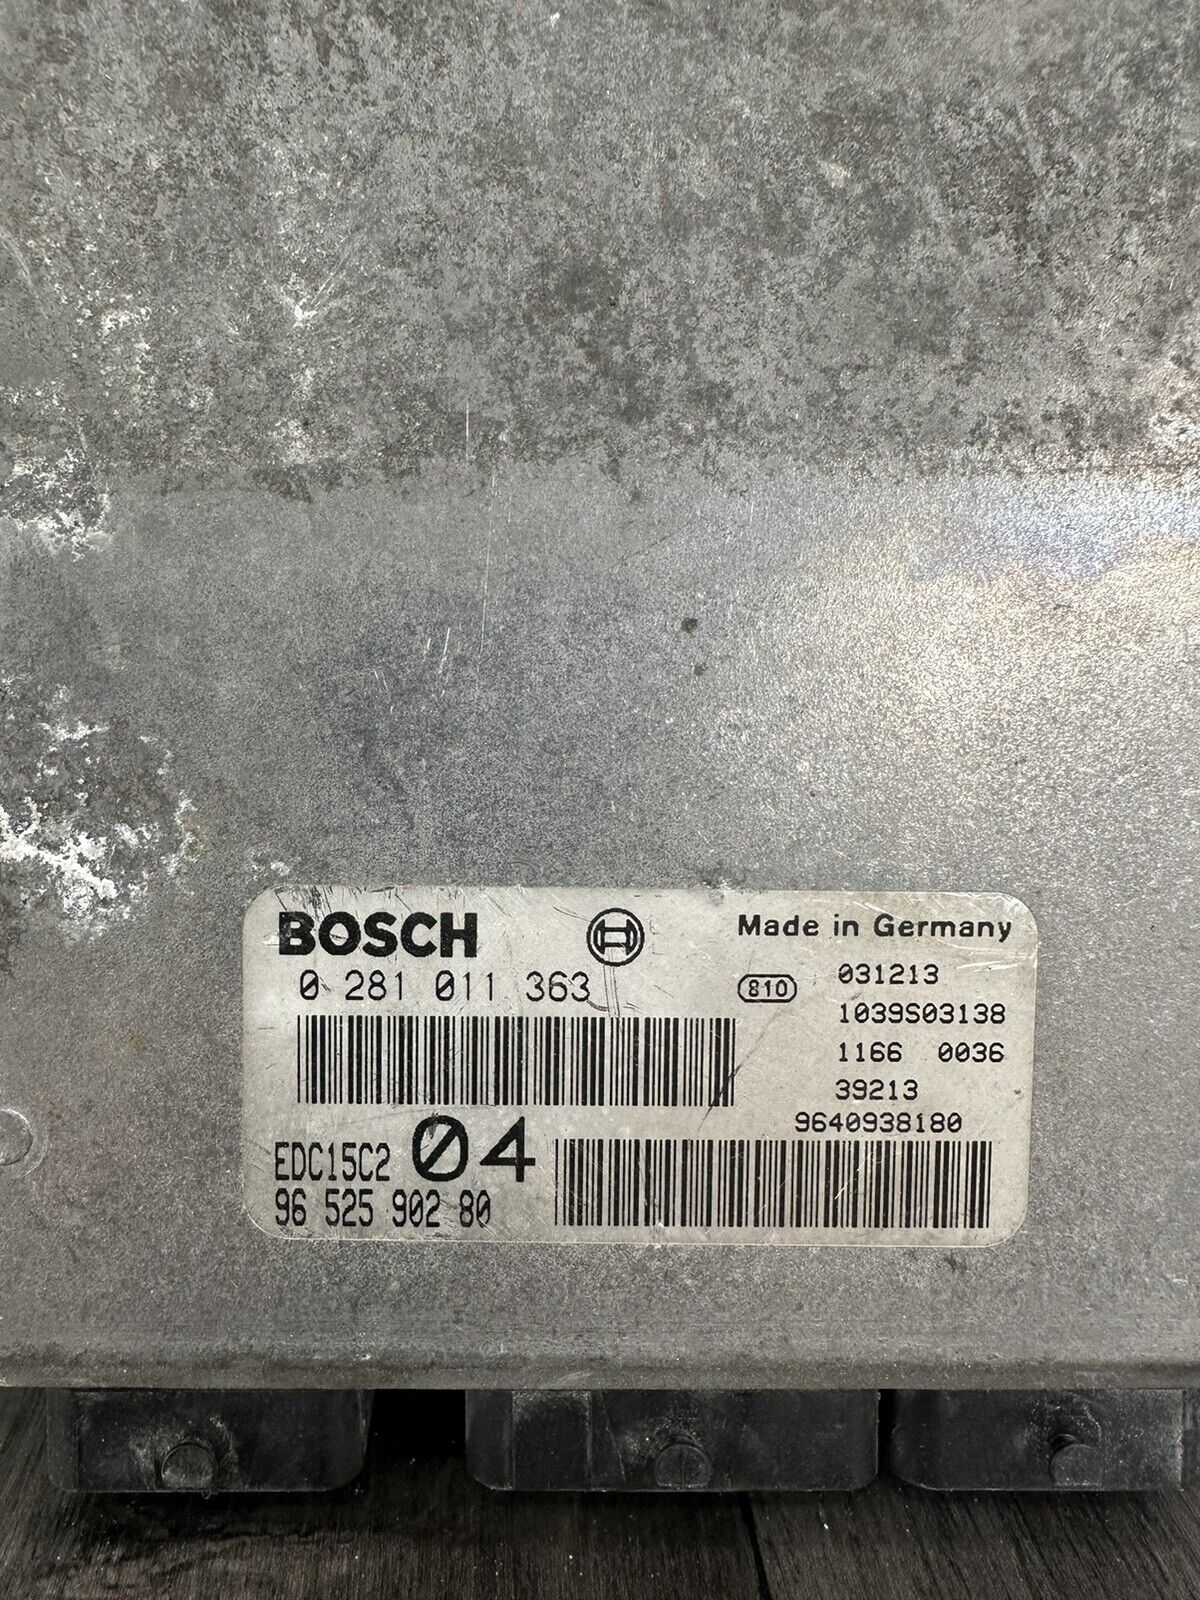 BOSCH
Made in Germany
0 281 011 363
810
031213
1039S03138
1166 0036
39213
9640938180
EDC15C2 04
96 525 902 80